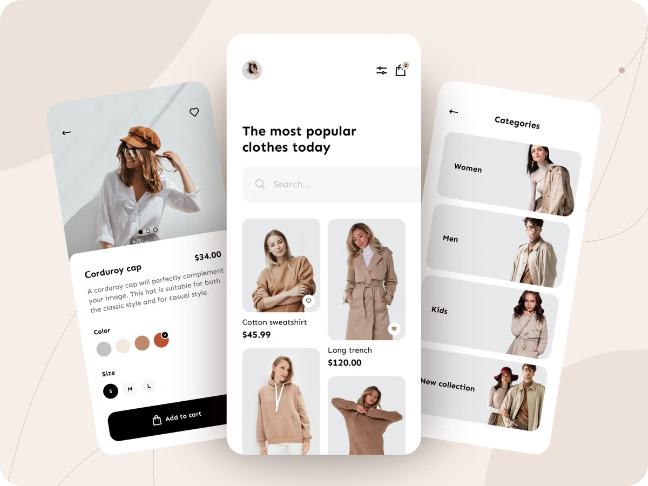 $34.00
Corduroy cap
A corduroy cap will perfectly complement
your image. This hat is suitable for both
the classic style and for casual style.
Color
Size
S
M
L
Add to cart
2
The most popular
clothes today
Search...
Cotton sweatshirt
$45.99
Long trench
$120.00
Categories
Women
Men
Kids
New collection